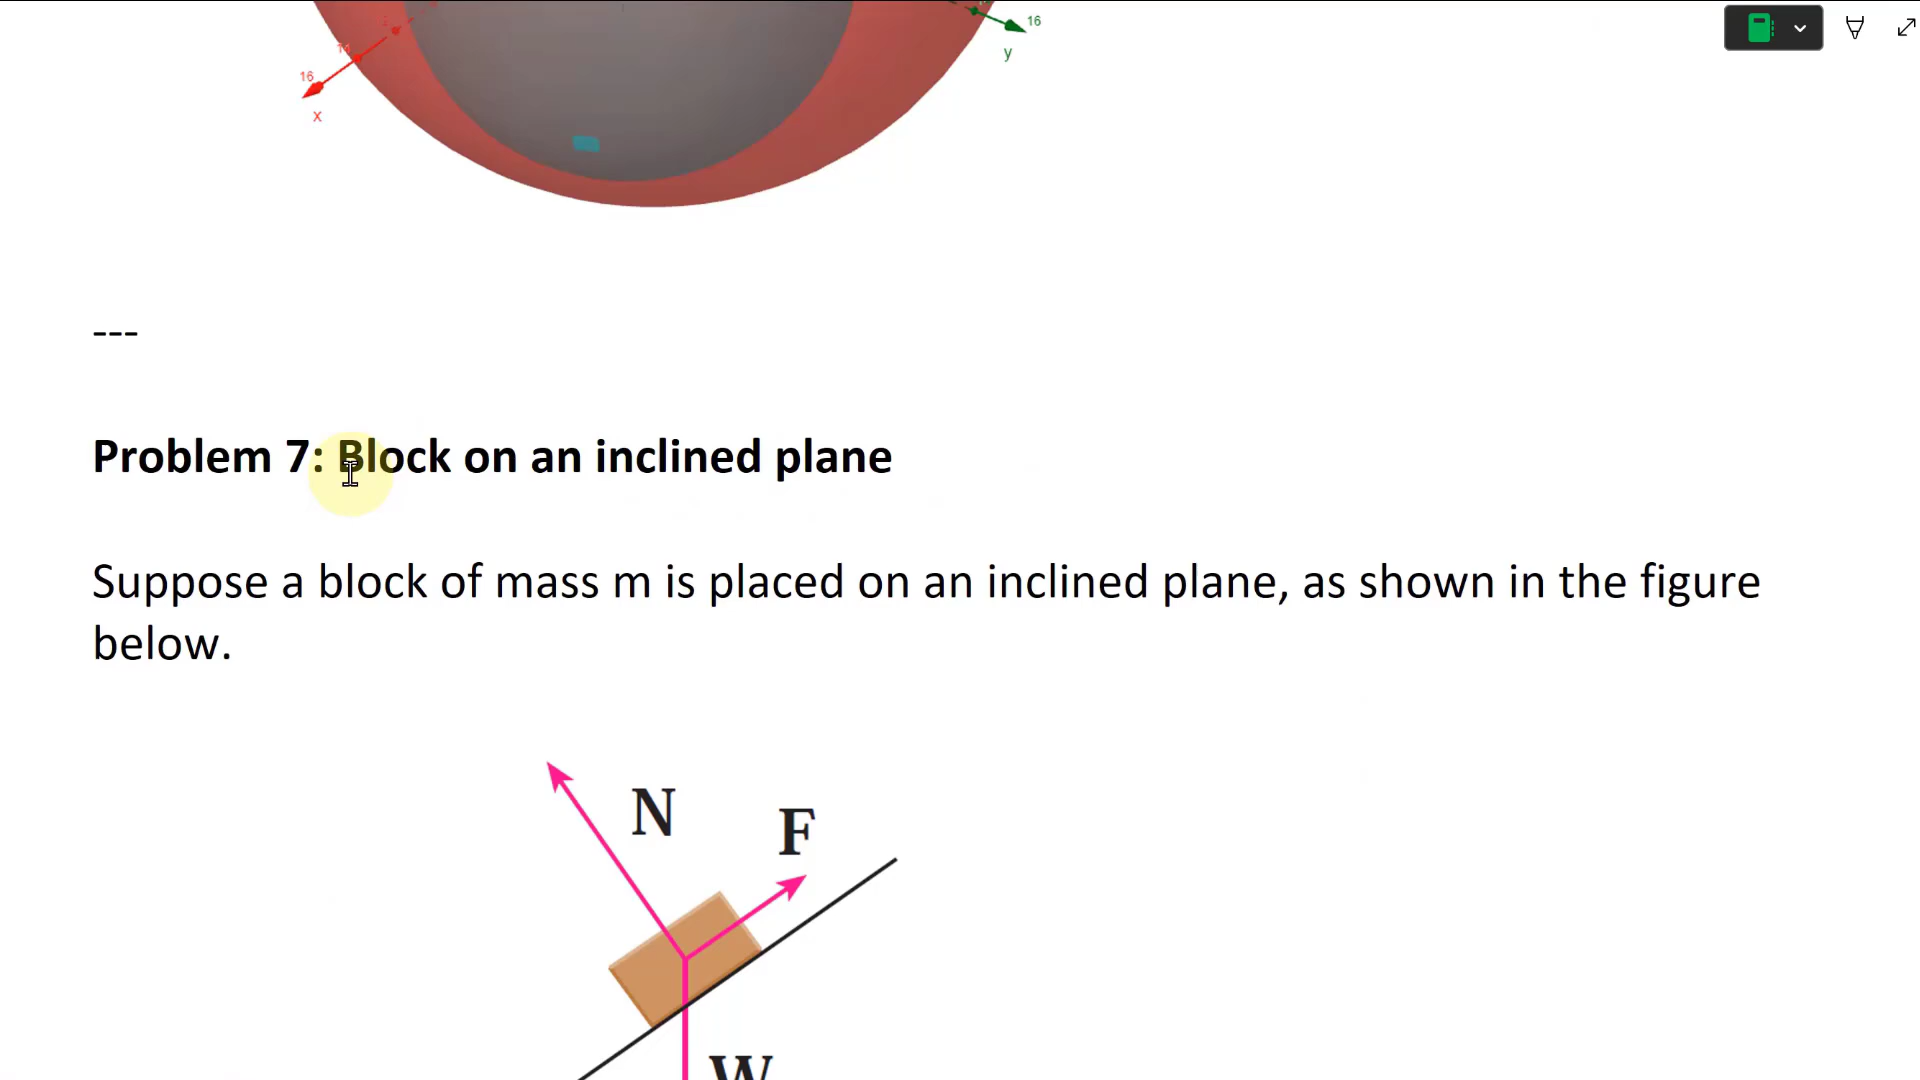 16
y
14
16
x
---
Problem 7: Block on an inclined plane
Suppose a block of mass m is placed on an inclined plane, as shown in the figure
below.
N
F
W